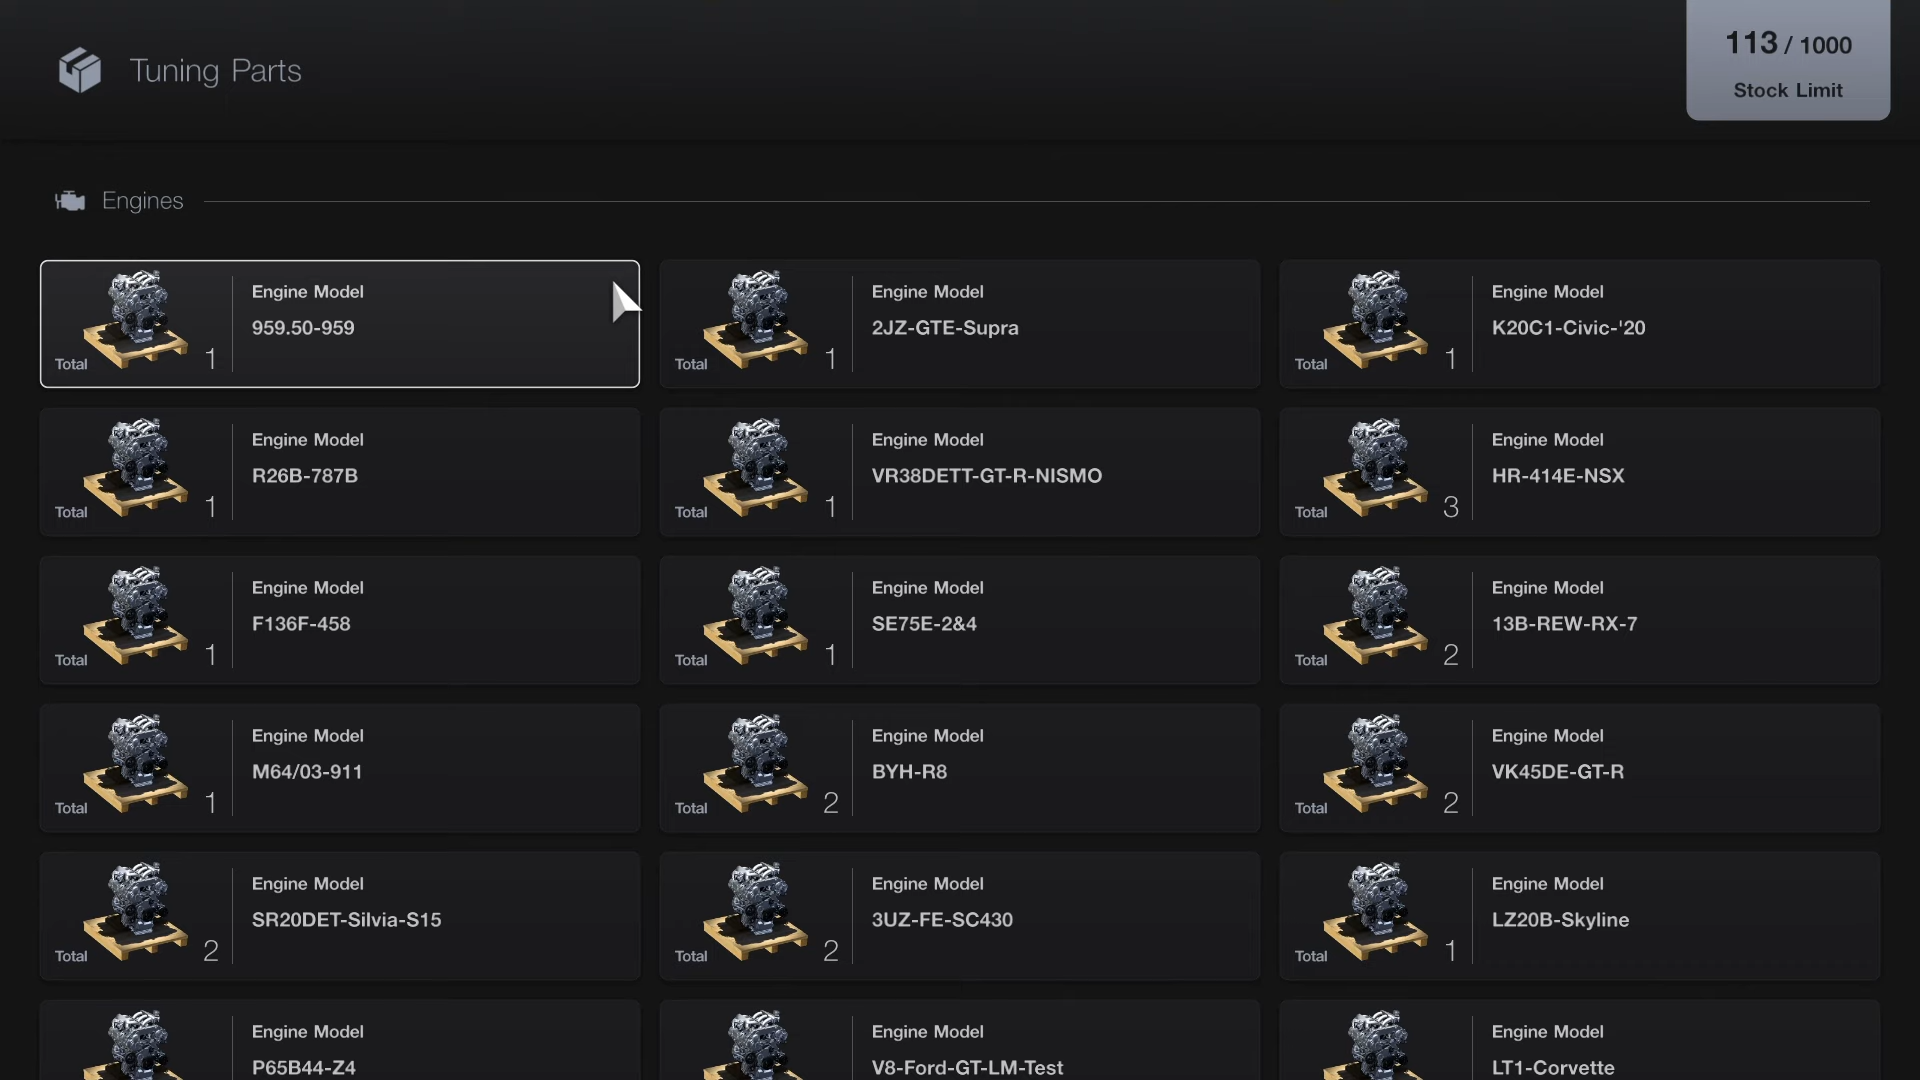 Tuning Parts
113 / 1000
Stock Limit
Engines
Engine Model
959.50-959
Total 1
Engine Model
2JZ-GTE-Supra
Total 1
Engine Model
K20C1-Civic-'20
Total 1
Engine Model
R26B-787B
Total 1
Engine Model
VR38DETT-GT-R-NISMO
Total 1
Engine Model
HR-414E-NSX
Total 3
Engine Model
F136F-458
Total 1
Engine Model
SE75E-2&4
Total 1
Engine Model
13B-REW-RX-7
Total 2
Engine Model
M64/03-911
Total 1
Engine Model
BYH-R8
Total 2
Engine Model
VK45DE-GT-R
Total 2
Engine Model
SR20DET-Silvia-S15
Total 2
Engine Model
3UZ-FE-SC430
Total 2
Engine Model
LZ20B-Skyline
Total 1
Engine Model
P65B44-Z4
Engine Model
V8-Ford-GT-LM-Test
Engine Model
LT1-Corvette